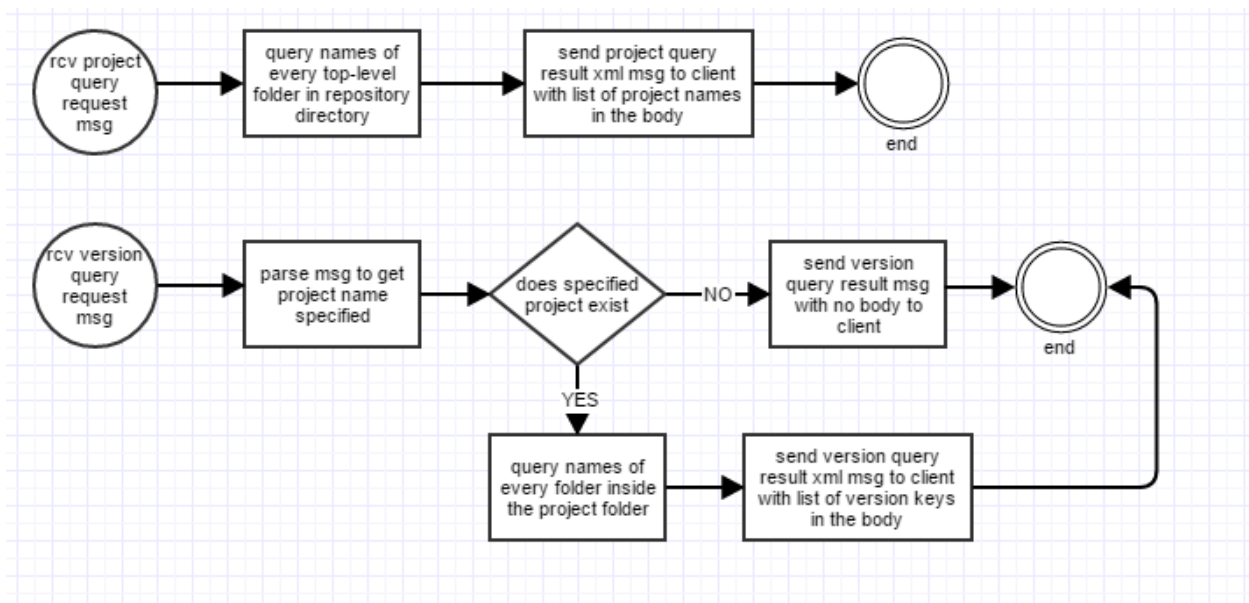 rcv project
query
request
msg
query names of
every top-level
folder in repository
directory
send project query
result xml msg to client
with list of project names
in the body
end
rcv version
query
request
msg
parse msg to get
project name
specified
does specified
project exist
NO
send version
query result msg
with no body to
client
end
YES
query names of
every folder inside
the project folder
send version query
result xml msg to client
with list of version keys
in the body